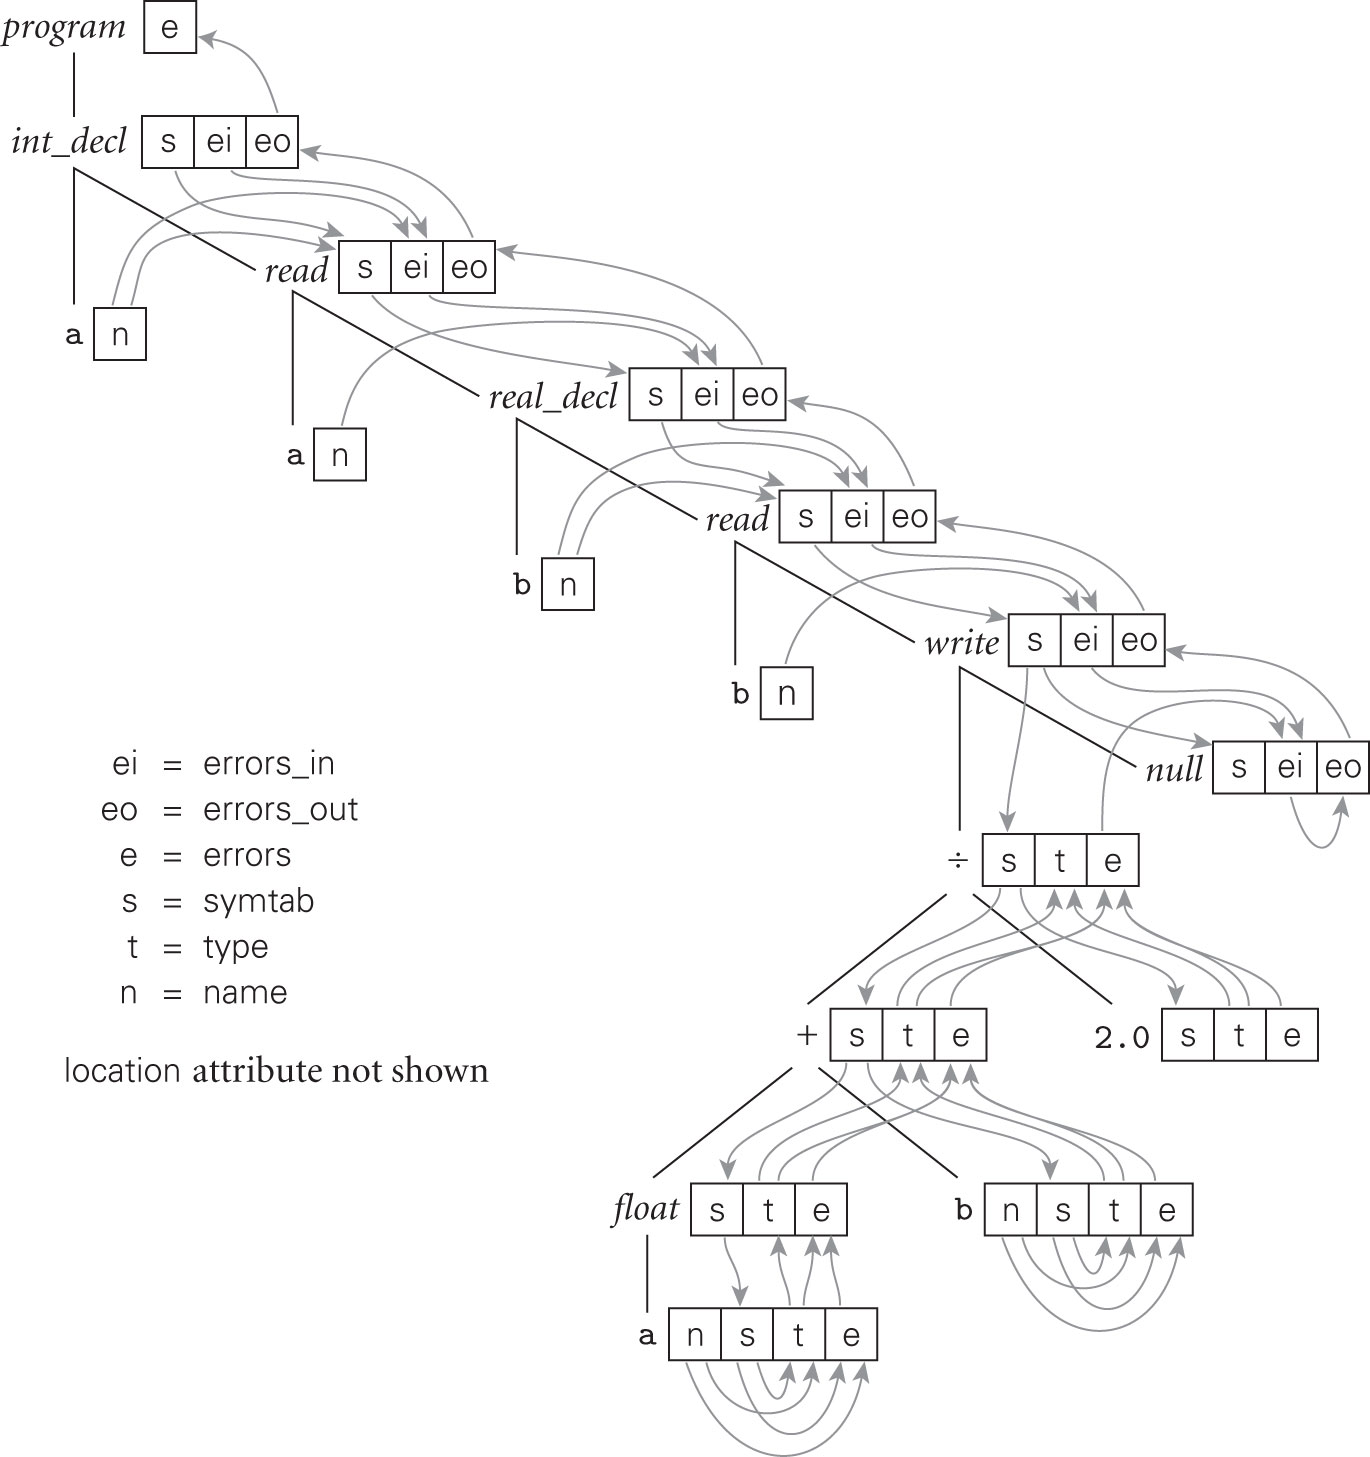 program e
int_decl s ei eo
read s ei eo
a n
real_decl s ei eo
a n
read s ei eo
b n
write s ei eo
b n
null s ei eo
ei = errors_in
eo = errors_out
e = errors
s = symtab
t = type
n = name
location attribute not shown
÷ s t e
+ s t e
2.0 s t e
float s t e
b n s t e
a n s t e